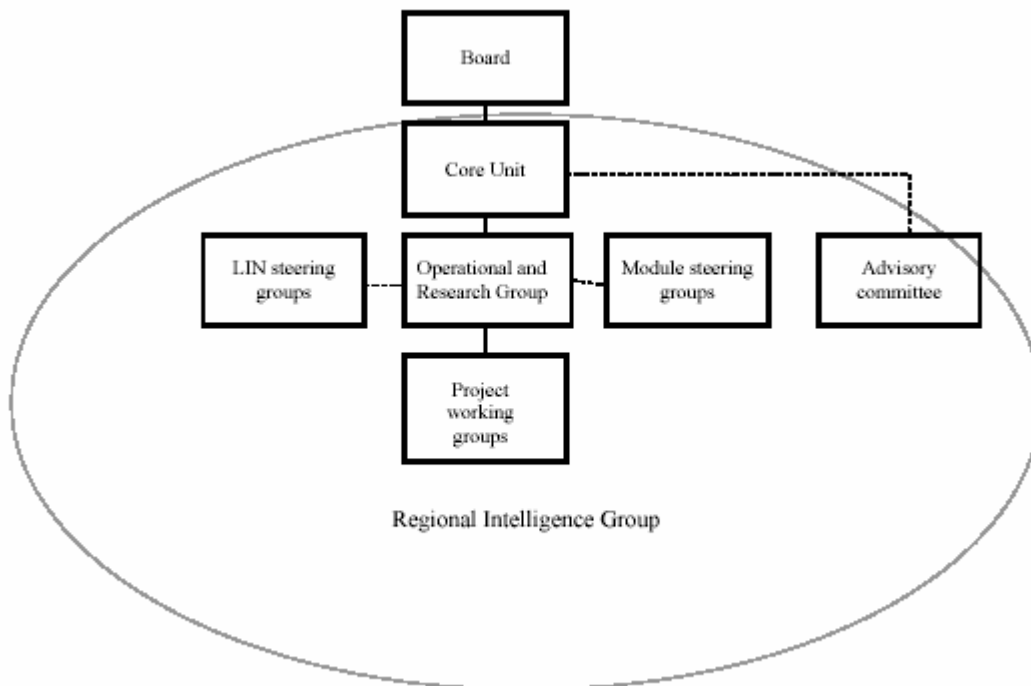 Board
Core Unit
LIN steering
groups
Operational and
Research Group
Module steering
groups
Advisory
committee
Project
working
groups
Regional Intelligence Group